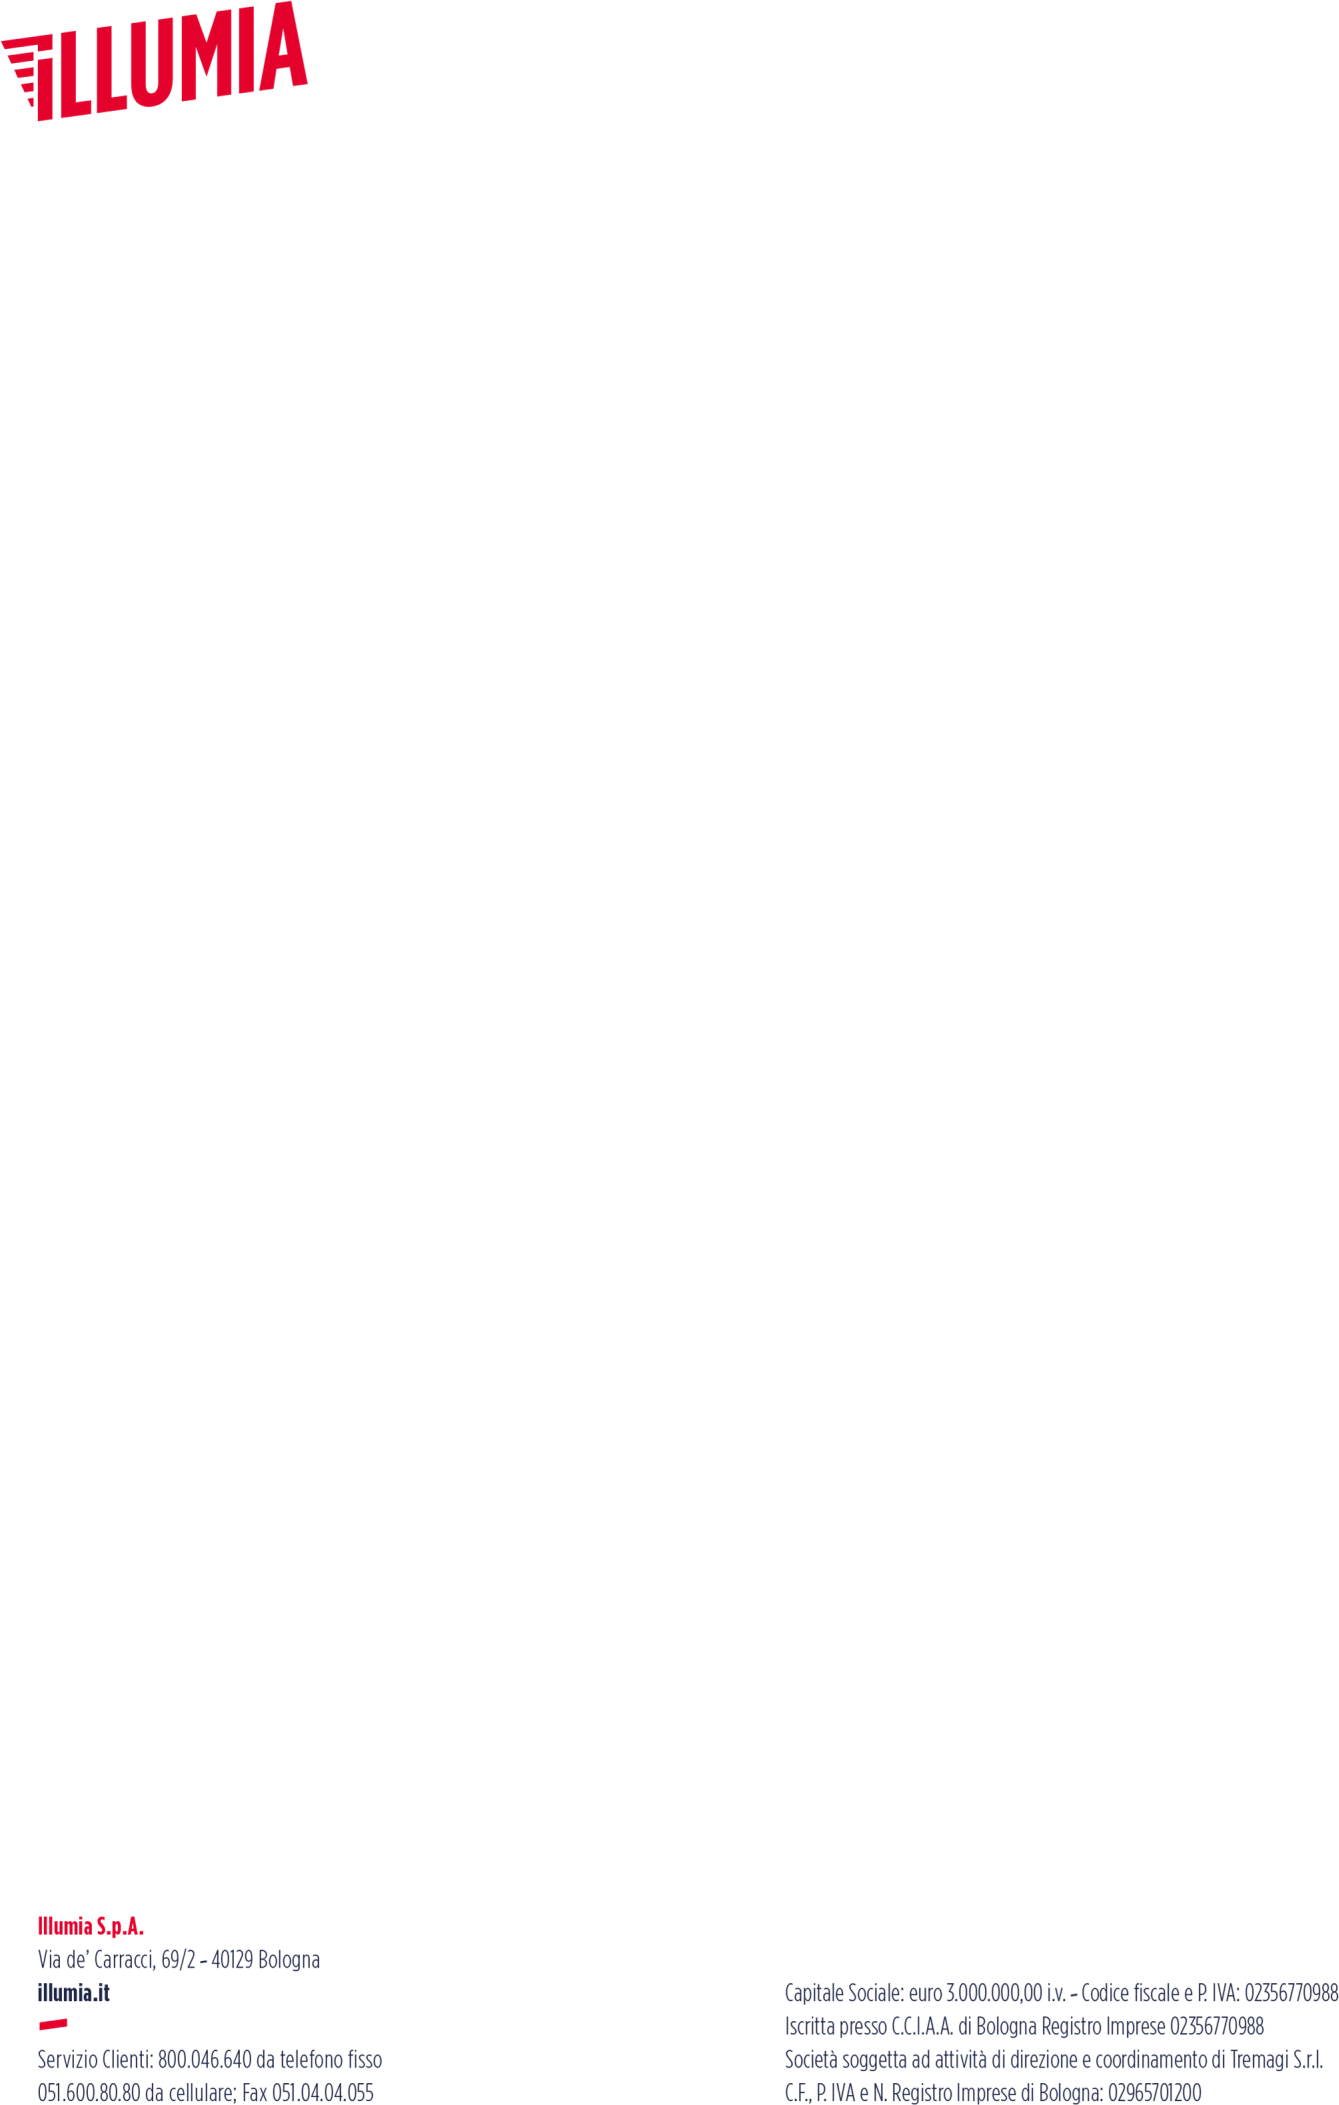 ILLUMIA
Illumia S.p.A.
Via de’ Carracci, 69/2 - 40129 Bologna
illumia.it
Servizio Clienti: 800.046.640 da telefono fisso
051.600.80.80 da cellulare; Fax 051.04.04.055
Capitale Sociale: euro 3.000.000,00 i.v. - Codice fiscale e P. IVA: 02356770988
Iscritta presso C.C.I.A.A. di Bologna Registro Imprese 02356770988
Società soggetta ad attività di direzione e coordinamento di Tremagi S.r.l.
C.F., P. IVA e N. Registro Imprese di Bologna: 02965701200